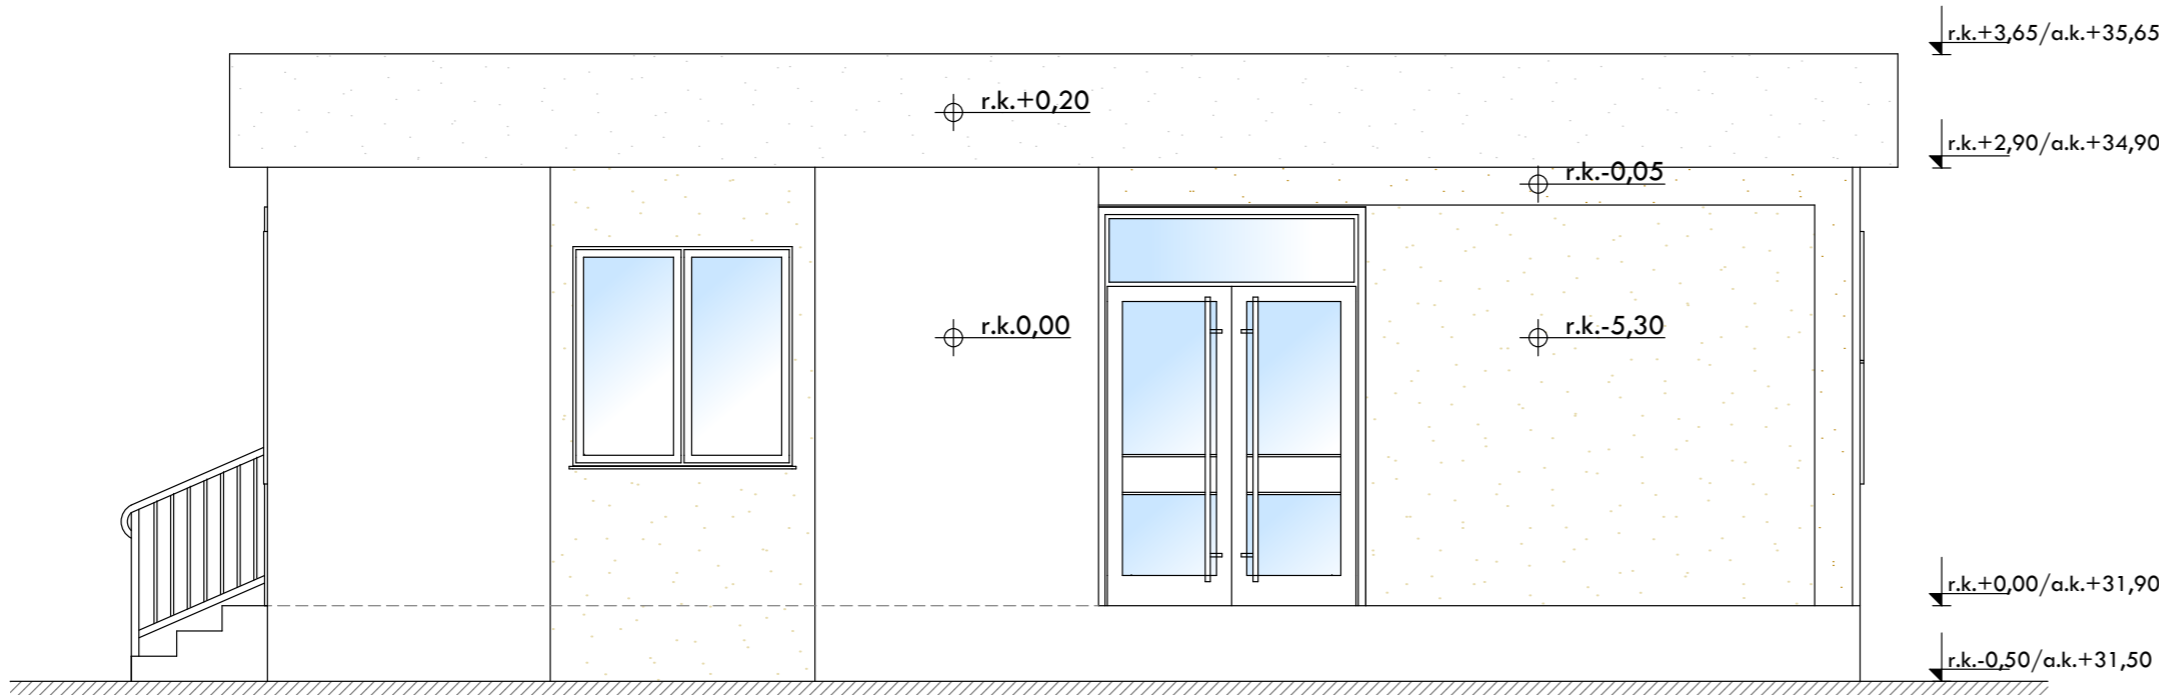 r.k.+3,65/a.k.+35,65
r.k.+0,20
r.k.+2,90/a.k.+34,90
r.k.-0,05
r.k.0,00
r.k.-5,30
r.k.+0,00/a.k.+31,90
r.k.-0,50/a.k.+31,50